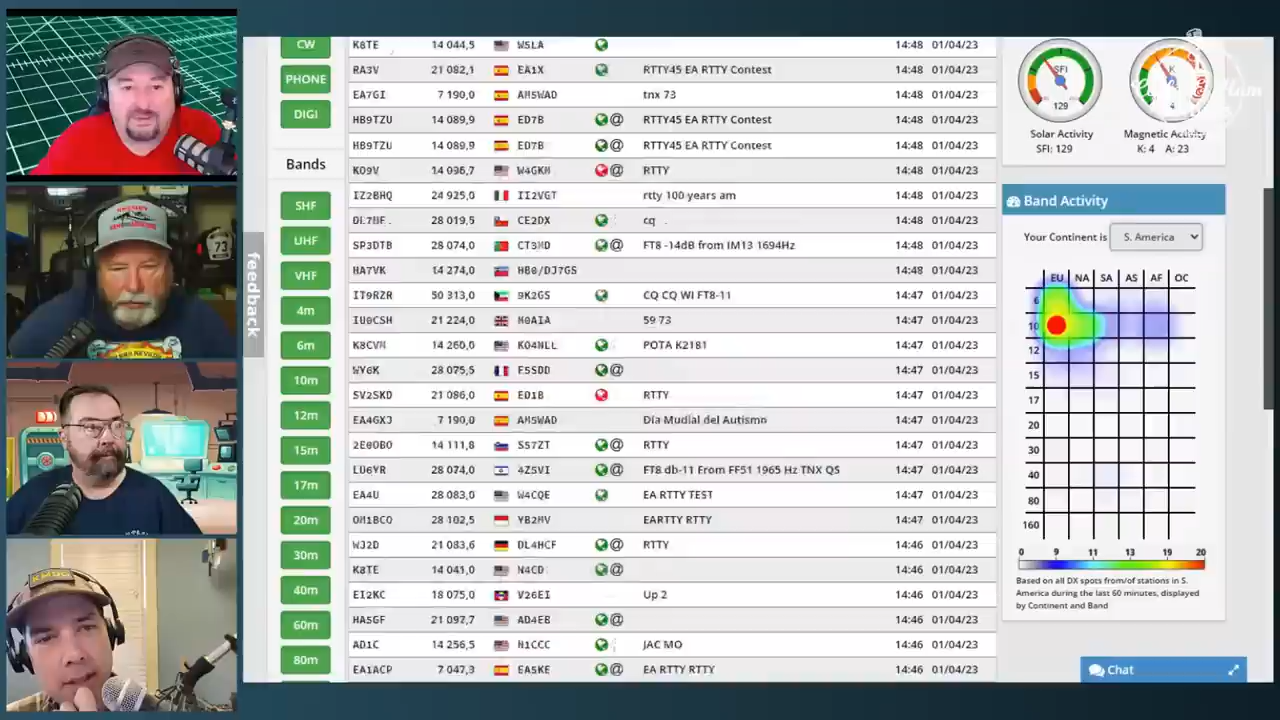 CW
PHONE
DIGI
Bands
SHF
UHF
VHF
4m
6m
10m
12m
15m
17m
20m
30m
40m
60m
80m
feedback
K8TE 14 044,5 W5LA 14:48 01/04/23
RA3V 21 082,1 EA1X RTTY45 EA RTTY Contest 14:48 01/04/23
EA7GI 7 190,0 AM5WAD tnx 73 14:48 01/04/23
HB9TZU 14 089,9 ED7B @ RTTY45 EA RTTY Contest 14:48 01/04/23
HB9TZU 14 089,9 ED7B @ RTTY45 EA RTTY Contest 14:48 01/04/23
KO9V 14 096,7 W4GKM @ RTTY 14:48 01/04/23
IZ2BHQ 24 925,0 II2VGT rtty 100 years am 14:48 01/04/23
28 019,5 CE2DX cq 14:48 01/04/23
SP3DTB 28 074,0 CT3MD @ FT8 -14dB from IM13 1694Hz 14:48 01/04/23
HA7VK 14 274,0 HB0/DJ7GS 14:48 01/04/23
IT9RZR 50 313,0 9K2GS CQ CQ WI FT8-11 14:47 01/04/23
IU0CSH 21 224,0 M0AIA 59 73 14:47 01/04/23
K8CVM 14 260,0 KO4NLL POTA K2181 14:47 01/04/23
WY6K 28 075,5 F5SDD @ 14:47 01/04/23
SV2SKD 21 086,0 ED1B RTTY 14:47 01/04/23
EA4GXJ 7 190,0 AM5WAD Dia Mudial del Autismo 14:47 01/04/23
2E0OBO 14 111,8 S57ZT @ RTTY 14:47 01/04/23
LU6YR 28 074,0 4Z5VI @ FT8 db-11 From FF51 1965 Hz TNX QS 14:47 01/04/23
EA4U 28 083,0 W4CQE EA RTTY TEST 14:47 01/04/23
OM1BCO 28 102,5 YB2MV EARTTY RTTY 14:47 01/04/23
WJ2D 21 083,6 DL4HCF @ RTTY 14:46 01/04/23
K8TE 14 041,0 N4CD @ 14:46 01/04/23
EI2KC 18 075,0 V26EI Up 2 14:46 01/04/23
HA5GF 21 097,7 AD4EB @ 14:46 01/04/23
AD1C 14 256,5 N1CCC JAC MO 14:46 01/04/23
EA1ACP 7 047,3 EA5KE @ EA RTTY RTTY 14:46 01/04/23
SFI 129
K
Solar Activity
SFI: 129
Magnetic Activity
K: 4 A: 23
Band Activity
Your Continent is S. America
EU NA SA AS AF OC
6
10
12
15
17
20
30
40
80
160
0 9 11 13 19 20
Based on all DX spots from/of stations in S.
America during the last 60 minutes, displayed
by Continent and Band
Chat
73